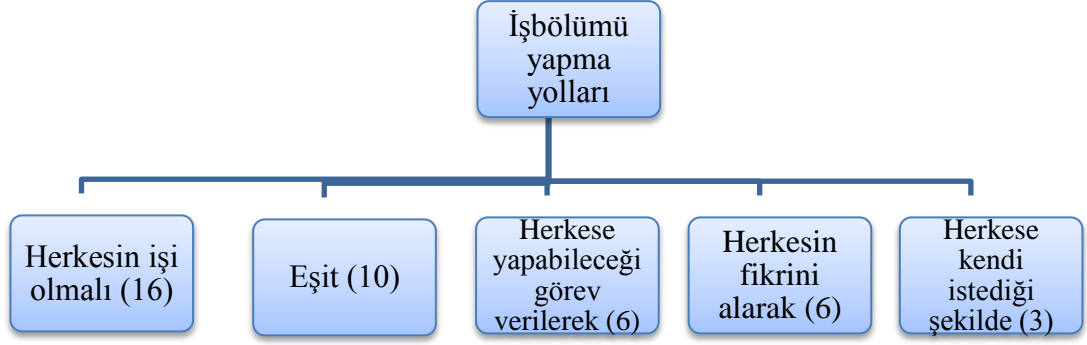 İşbölümü
yapma
yolları
Herkesin işi
olmalı (16)
Eşit (10)
Herkese
yapabileceği
görev
verilerek (6)
Herkesin
fikrini
alarak (6)
Herkese
kendi
istediği
şekilde (3)